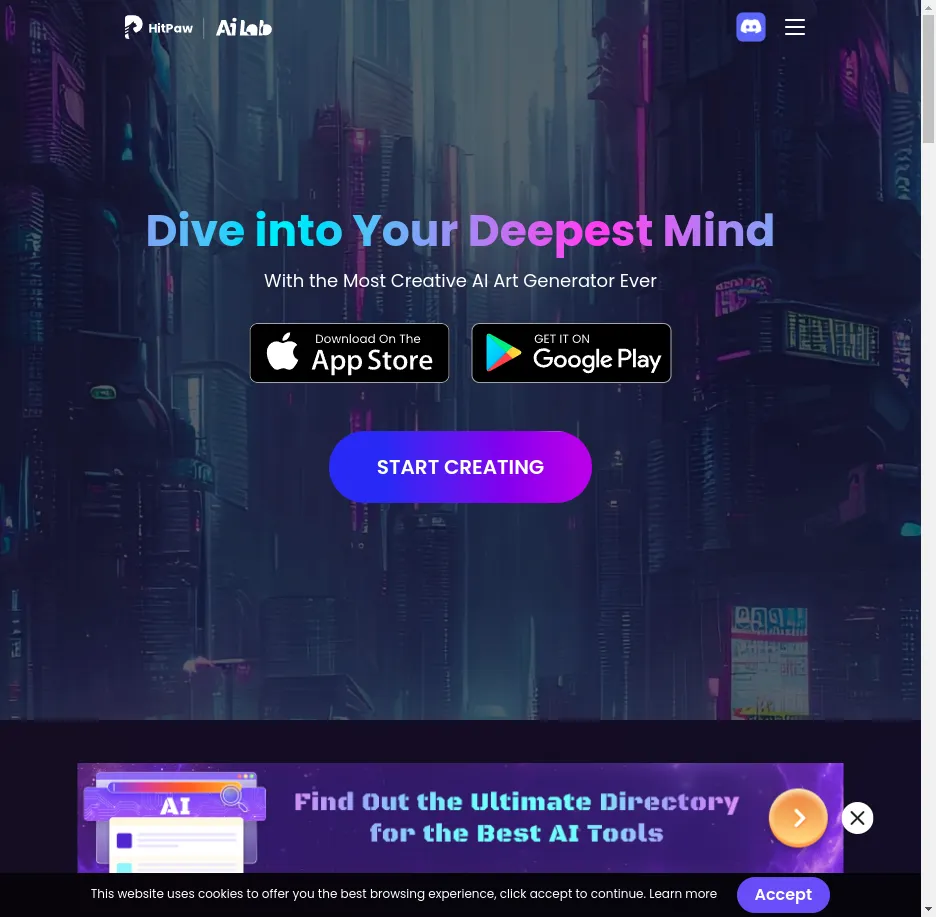 HitPaw
Ai Lab
Dive into Your Deepest Mind
With the Most Creative AI Art Generator Ever
Download On The
App Store
GET IT ON
Google Play
START CREATING
AI
Find Out the Ultimate Directory
for the Best AI Tools
This website uses cookies to offer you the best browsing experience, click accept to continue. Learn more
Accept